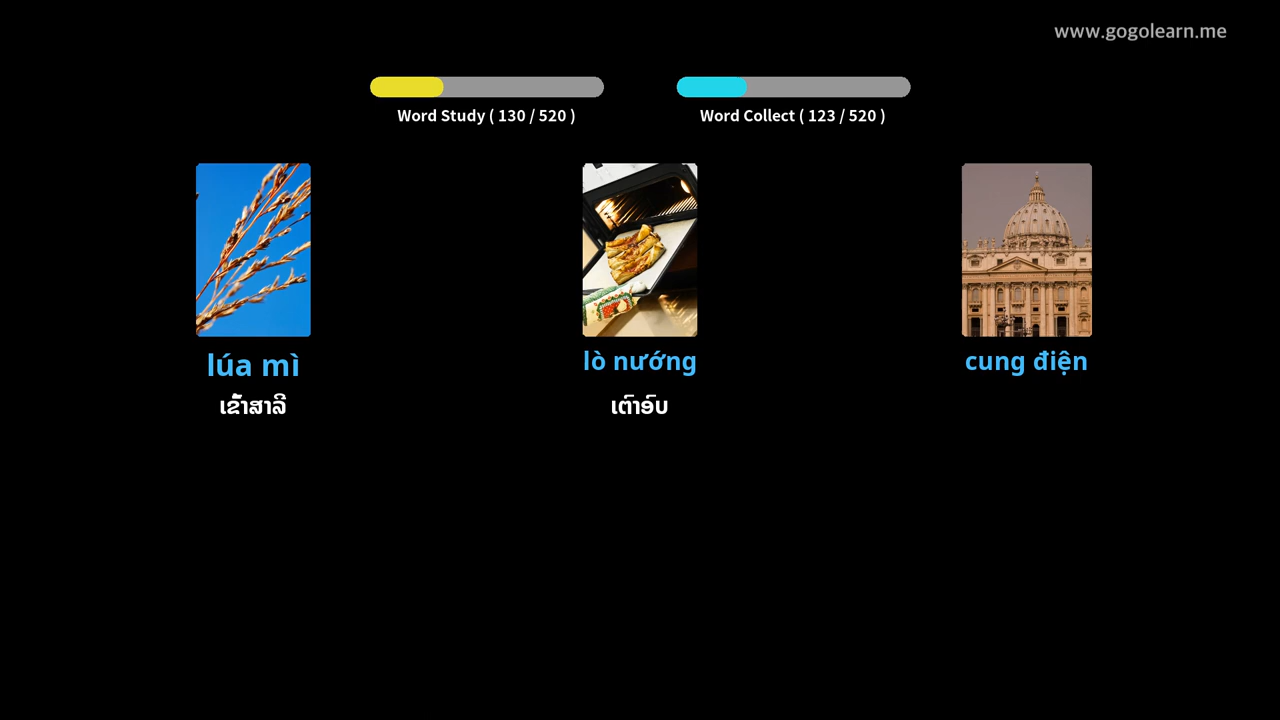 www.gogolearn.me
Word Study ( 130 / 520 )
Word Collect ( 123 / 520 )
lúa mì
lò nướng
cung điện
ເຂົ້າສາລີ
ເຕົາອົບ